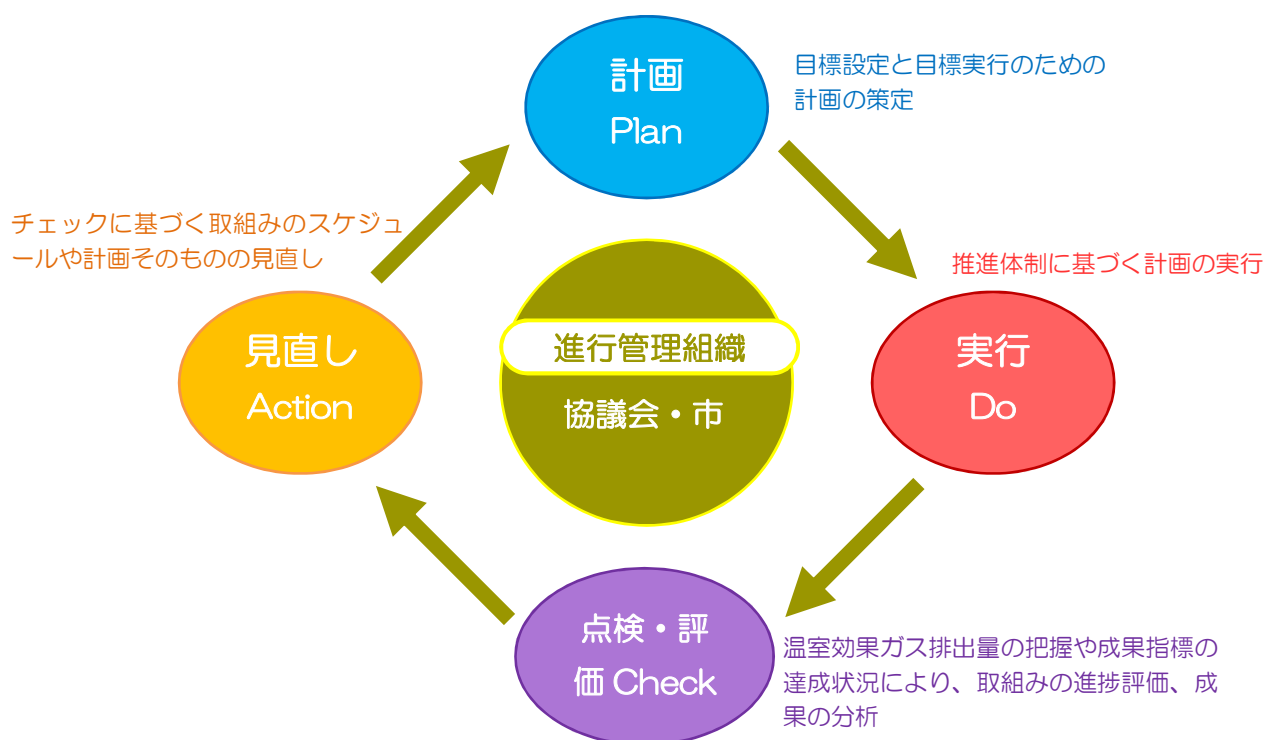 計画
Plan
目標設定と目標実行のための
計画の策定
チェックに基づく取組みのスケジュ
ールや計画そのものの見直し
推進体制に基づく計画の実行
見直し
Action
進行管理組織
協議会・市
実行
Do
点検・評
価 Check
温室効果ガス排出量の把握や成果指標の
達成状況により、取組みの進捗評価、成
果の分析